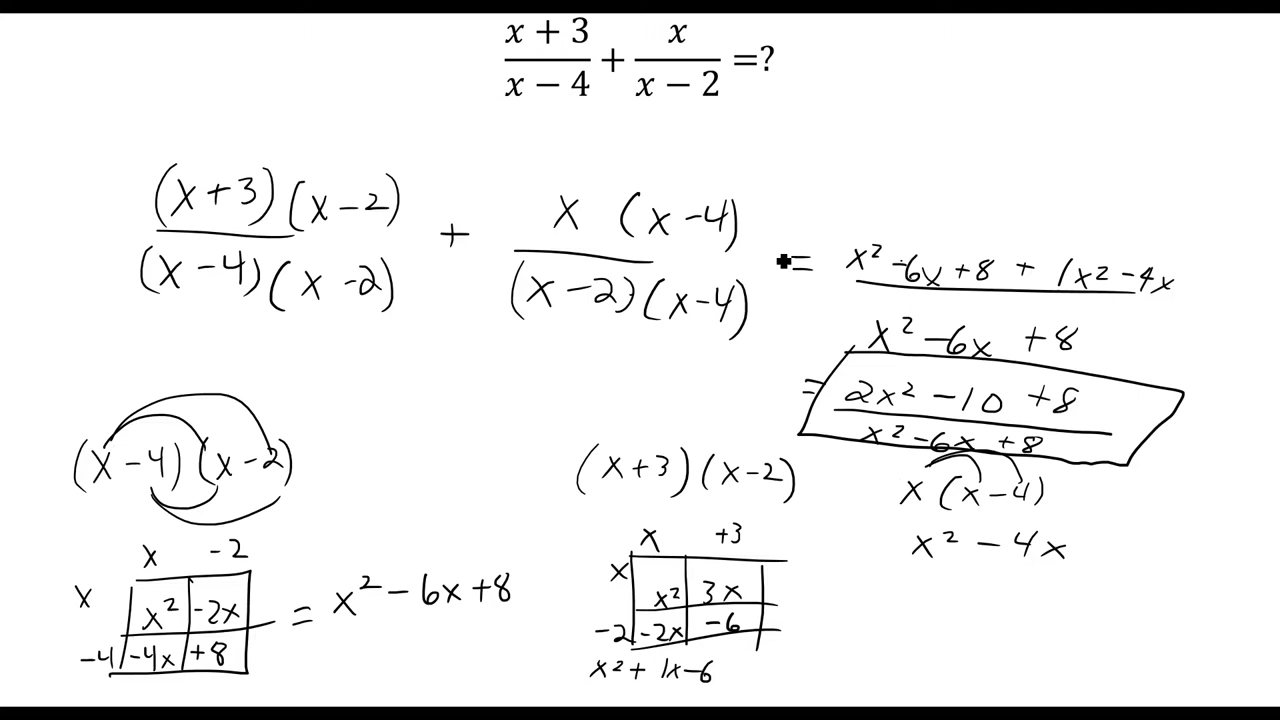 (x + 3)/(x − 4) + x/(x − 2) =?
((x+3)(x−2))/((x−4)(x−2)) + (x (x−4))/((x−2)(x−4)) = (x² −6x +8 + 1x² −4x)/(x² −6x +8)
= (2x² −10 +8)/(x² −6x +8)
(x−4)(x−2)
(x+3)(x−2)
x(x−4)
x² − 4x
x −2
x x² −2x
−4 −4x +8
= x² − 6x +8
x +3
x x² 3x
−2 −2x −6
x² + 1x −6